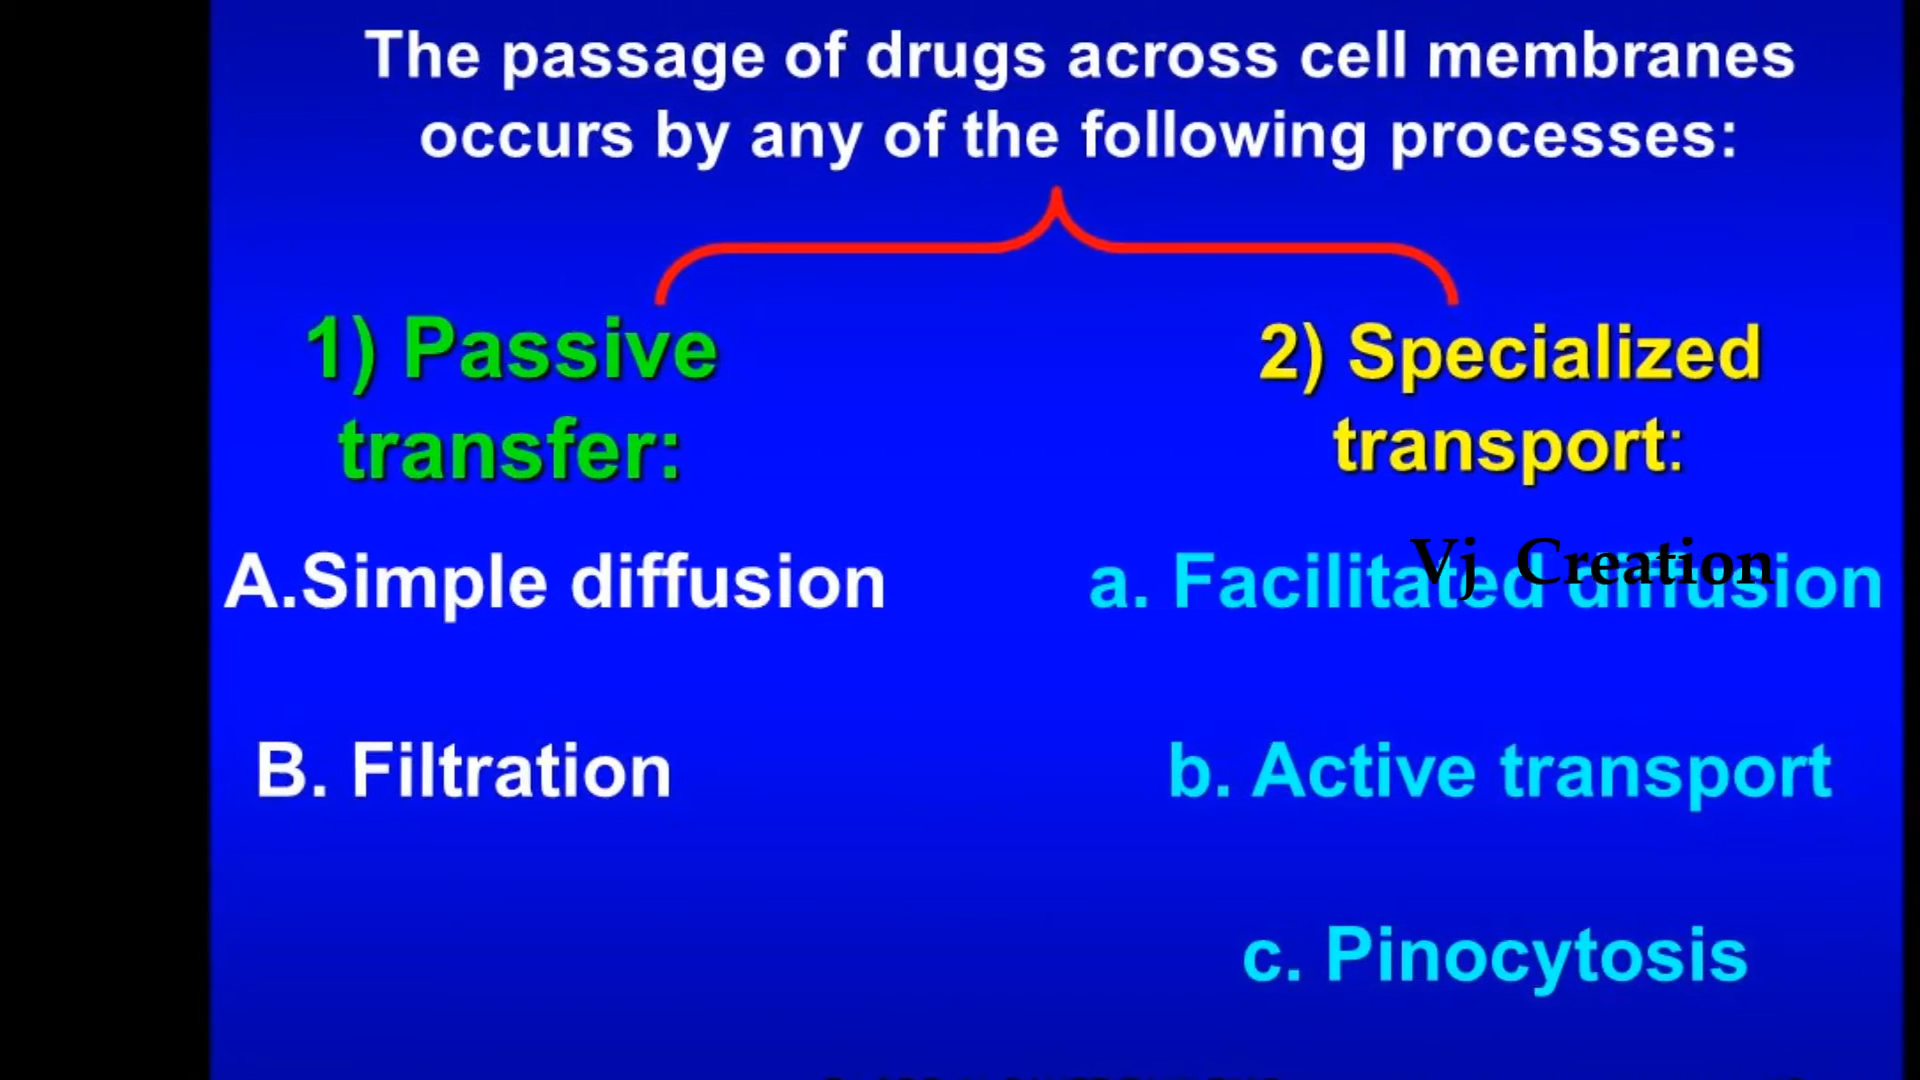 The passage of drugs across cell membranes
occurs by any of the following processes:
1) Passive
transfer:
2) Specialized
transport:
A.Simple diffusion
a. Facilitated diffusion
Vj Creation
B. Filtration
b. Active transport
c. Pinocytosis